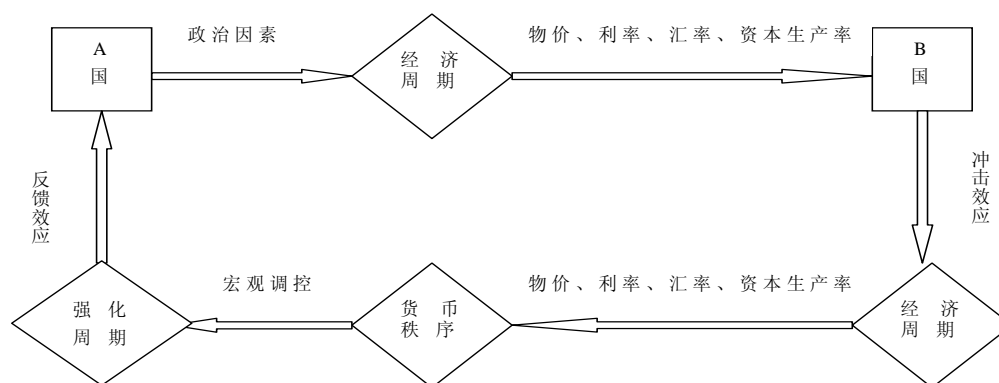 政治因素
物价、利率、汇率、资本生产率
A
国
经 济
周 期
B
国
反馈效应
冲击效应
宏观调控
物价、利率、汇率、资本生产率
强 化
周 期
货 币
秩 序
经 济
周 期